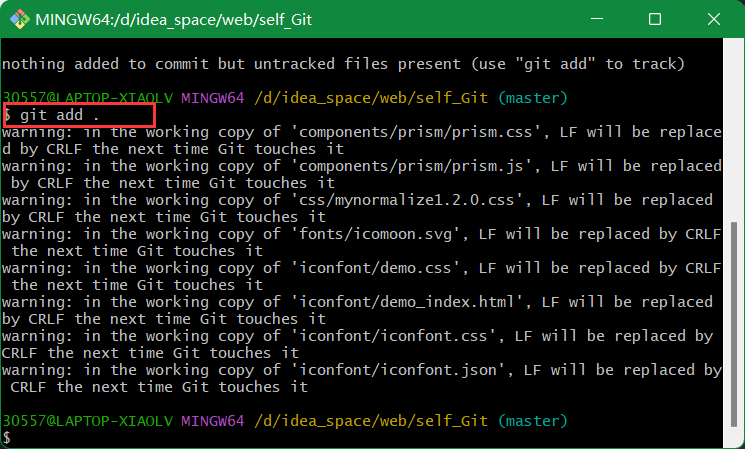 MINGW64:/d/idea_space/web/self_Git
nothing added to commit but untracked files present (use "git add" to track)
30557@LAPTOP-XIAOLV MINGW64 /d/idea_space/web/self_Git (master)
$ git add .
warning: in the working copy of 'components/prism/prism.css', LF will be replace
d by CRLF the next time Git touches it
warning: in the working copy of 'components/prism/prism.js', LF will be replaced
 by CRLF the next time Git touches it
warning: in the working copy of 'css/mynormalize1.2.0.css', LF will be replaced
by CRLF the next time Git touches it
warning: in the working copy of 'fonts/icomoon.svg', LF will be replaced by CRLF
 the next time Git touches it
warning: in the working copy of 'iconfont/demo.css', LF will be replaced by CRLF
 the next time Git touches it
warning: in the working copy of 'iconfont/demo_index.html', LF will be replaced
by CRLF the next time Git touches it
warning: in the working copy of 'iconfont/iconfont.css', LF will be replaced by
CRLF the next time Git touches it
warning: in the working copy of 'iconfont/iconfont.json', LF will be replaced by
 CRLF the next time Git touches it
30557@LAPTOP-XIAOLV MINGW64 /d/idea_space/web/self_Git (master)
$